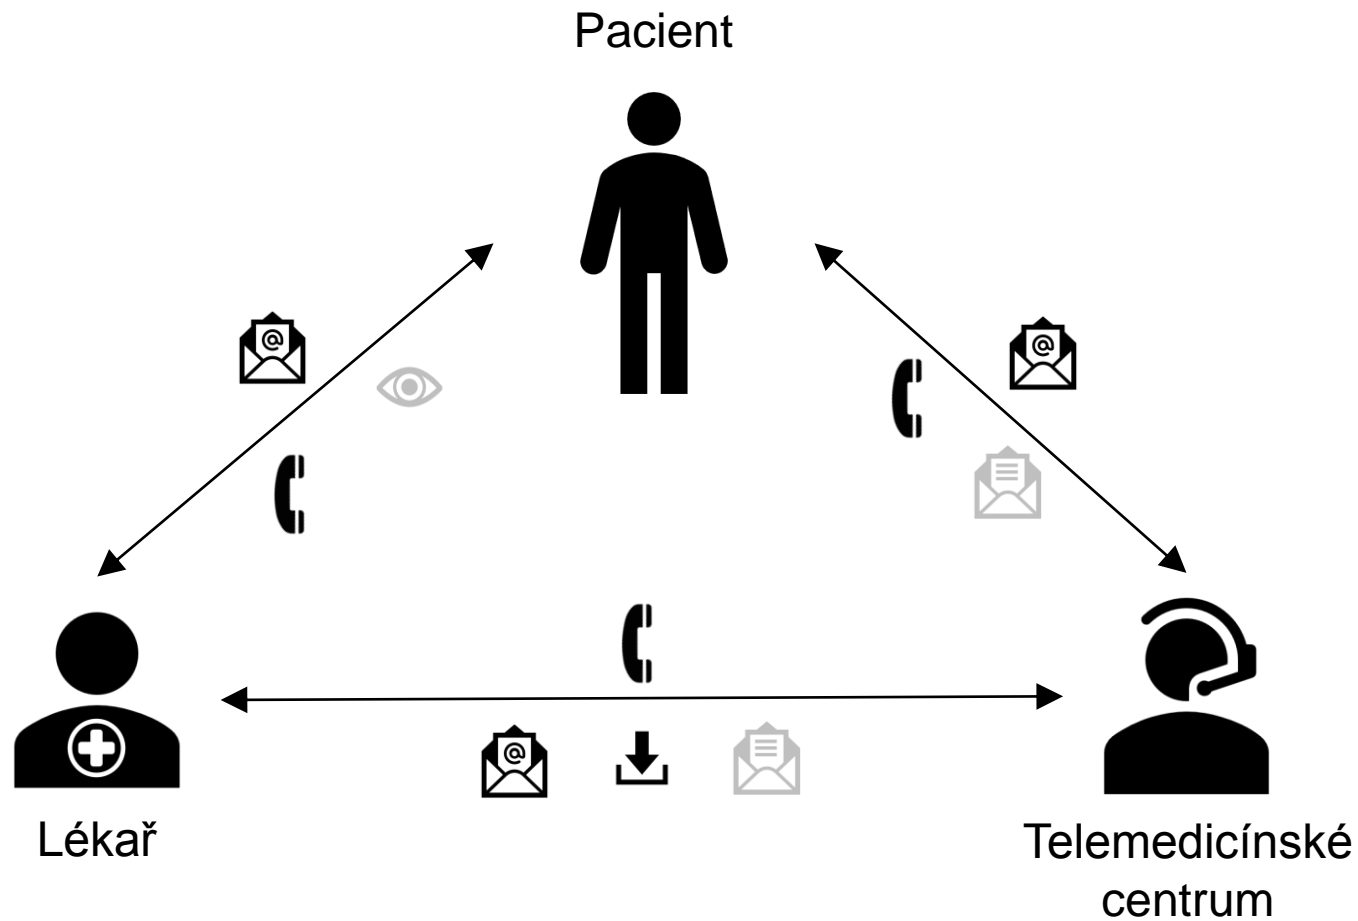 Pacient
@
@
@
Lékař
Telemedicínské
centrum